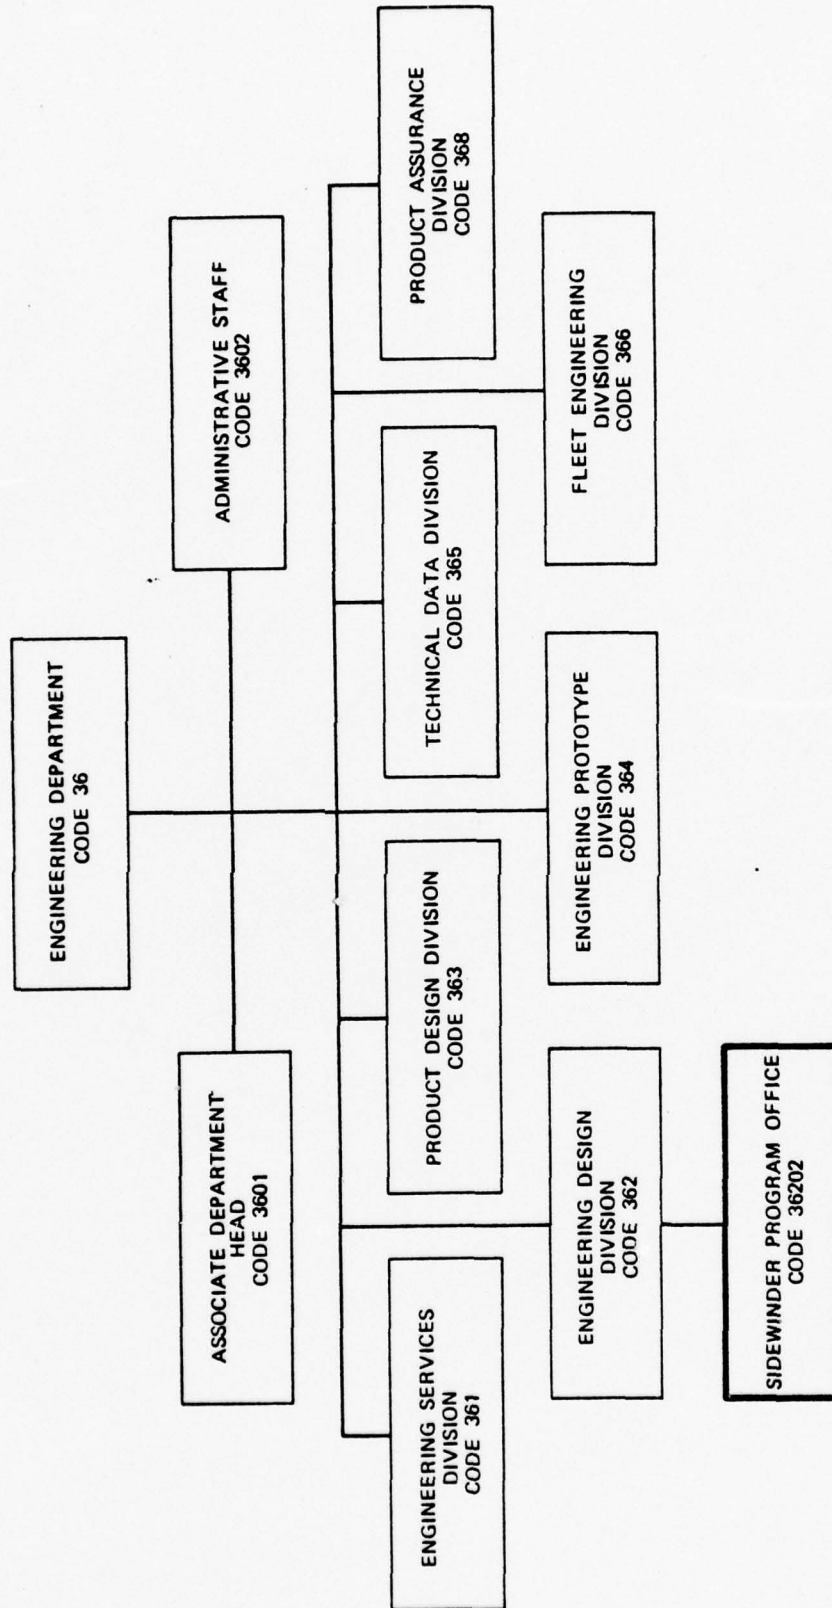 ENGINEERING DEPARTMENT
CODE 36
ASSOCIATE DEPARTMENT
HEAD
CODE 3601
ADMINISTRATIVE STAFF
CODE 3602
ENGINEERING SERVICES
DIVISION
CODE 361
PRODUCT DESIGN DIVISION
CODE 363
TECHNICAL DATA DIVISION
CODE 365
PRODUCT ASSURANCE
DIVISION
CODE 368
ENGINEERING DESIGN
DIVISION
CODE 362
ENGINEERING PROTOTYPE
DIVISION
CODE 364
FLEET ENGINEERING
DIVISION
CODE 366
SIDEWINDER PROGRAM OFFICE
CODE 36202